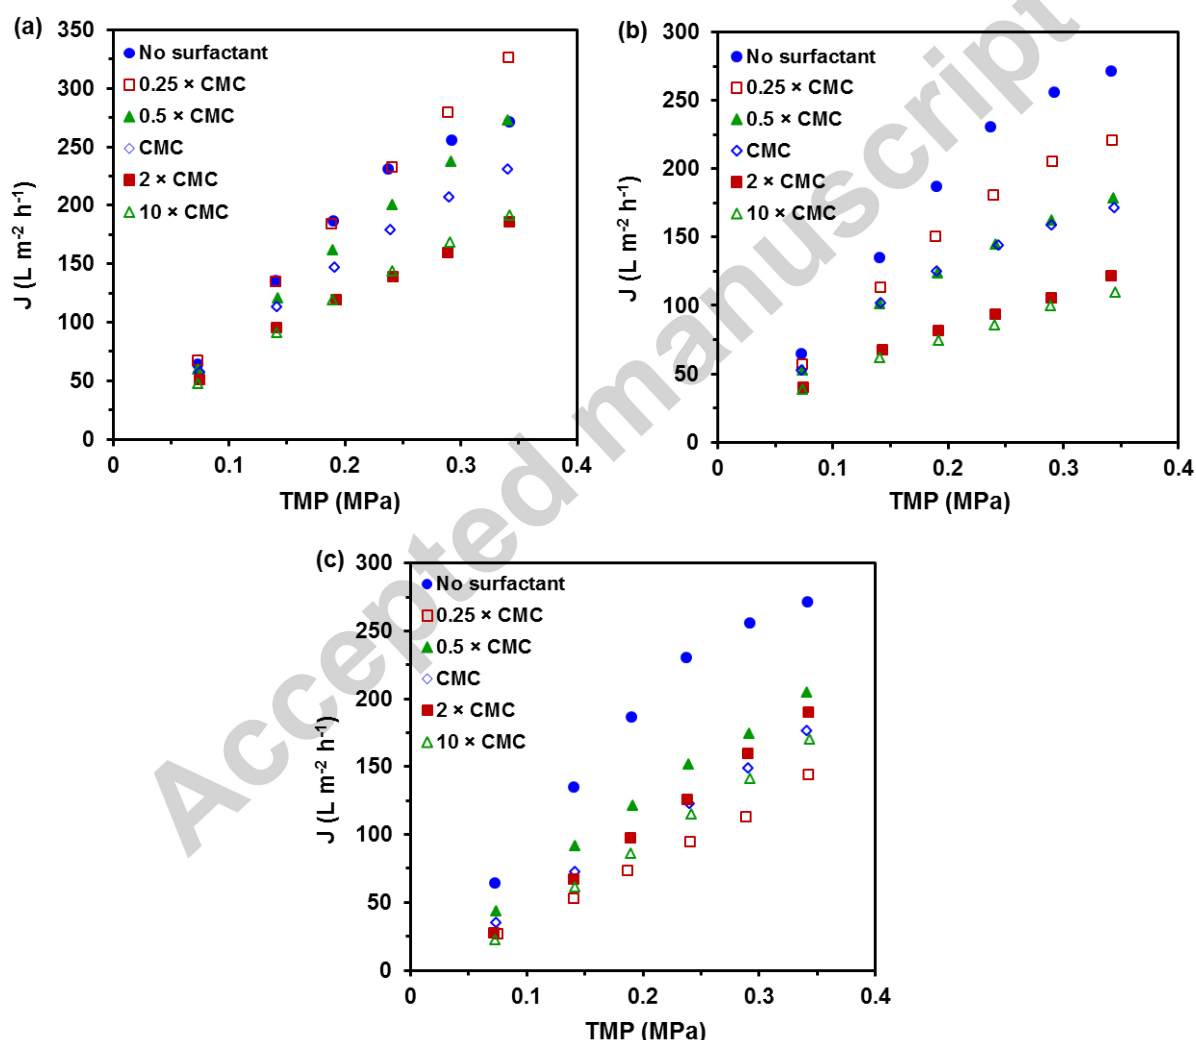 (a)
350
300
250
200
150
100
50
0
J (L m⁻² h⁻¹)
No surfactant
0.25 × CMC
0.5 × CMC
CMC
2 × CMC
10 × CMC
0 0.1 0.2 0.3 0.4
TMP (MPa)
(b)
300
250
200
150
100
50
0
J (L m⁻² h⁻¹)
No surfactant
0.25 × CMC
0.5 × CMC
CMC
2 × CMC
10 × CMC
0 0.1 0.2 0.3 0.4
TMP (MPa)
(c)
300
250
200
150
100
50
0
J (L m⁻² h⁻¹)
No surfactant
0.25 × CMC
0.5 × CMC
CMC
2 × CMC
10 × CMC
0 0.1 0.2 0.3 0.4
TMP (MPa)
Accepted manuscript